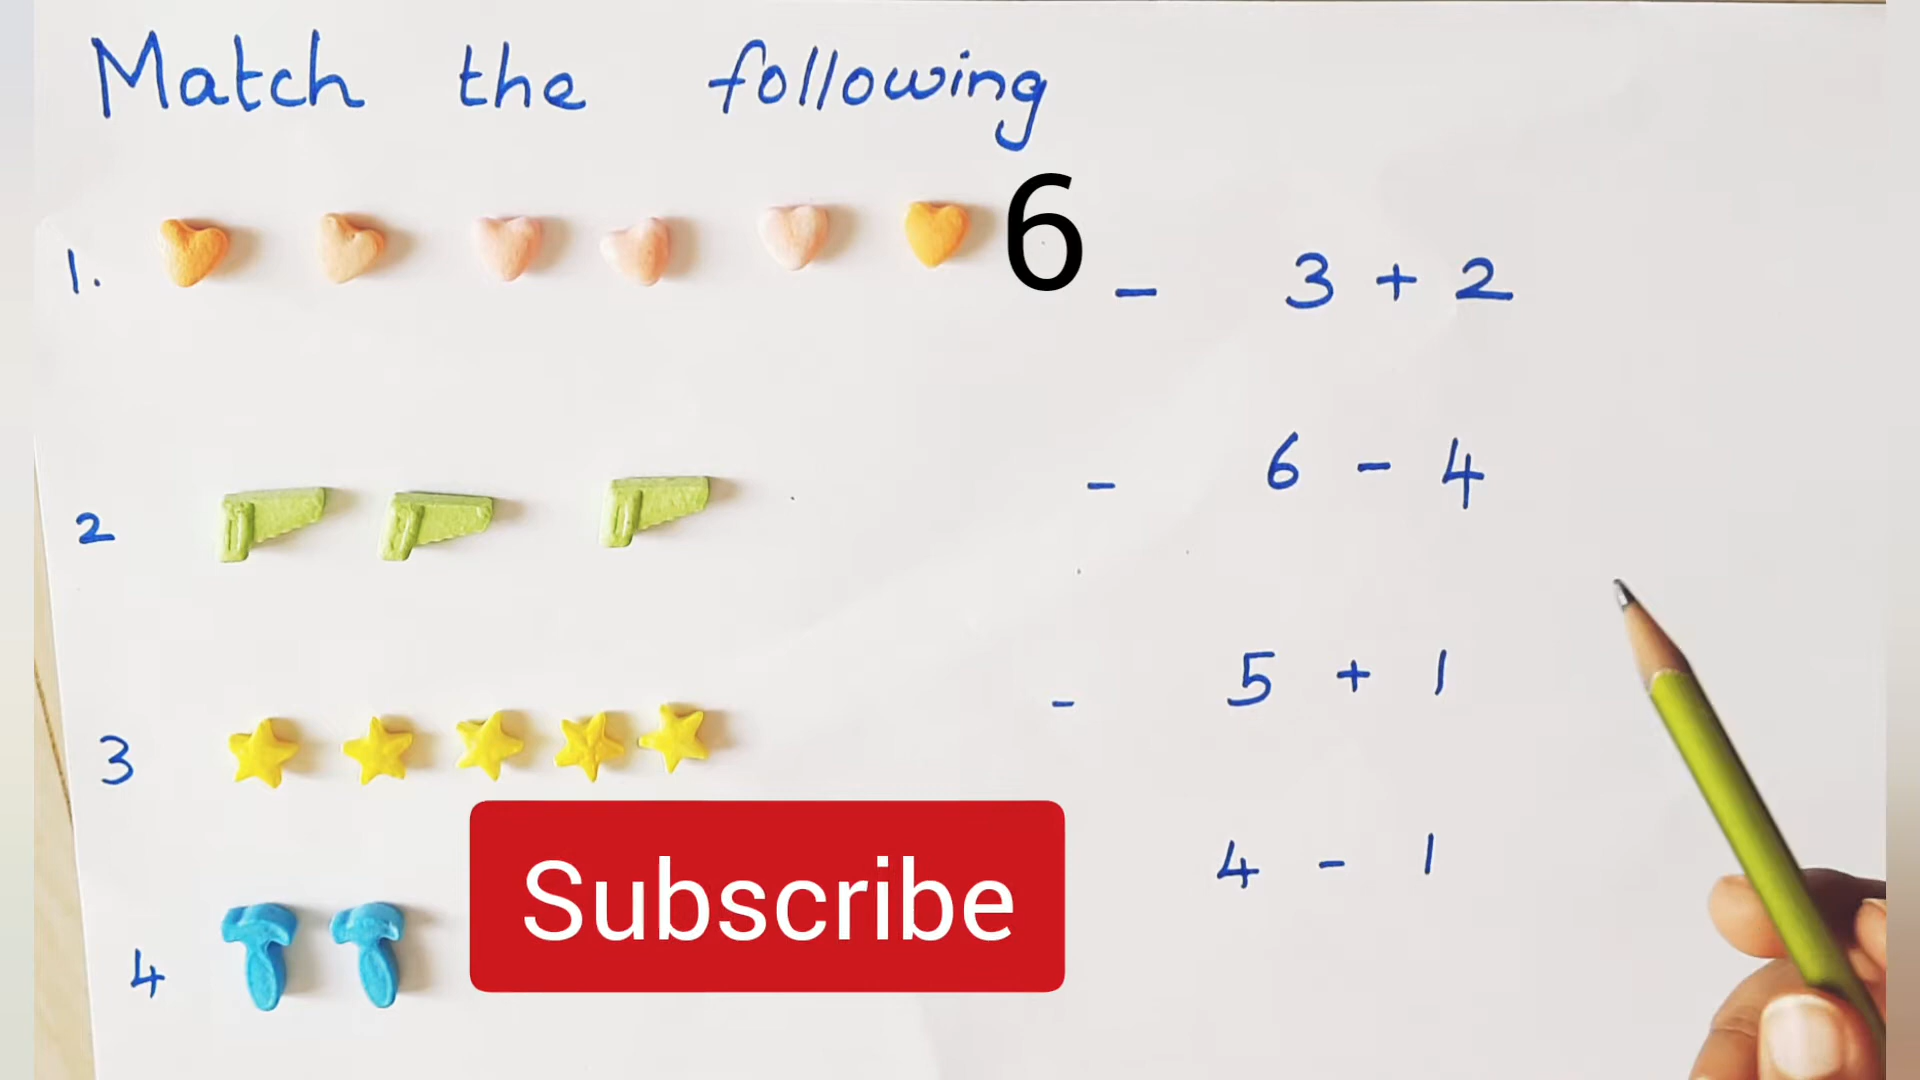 Match the following
1. 6 - 3 + 2
2 - 6 - 4
3 - 5 + 1
4 Subscribe 4 - 1